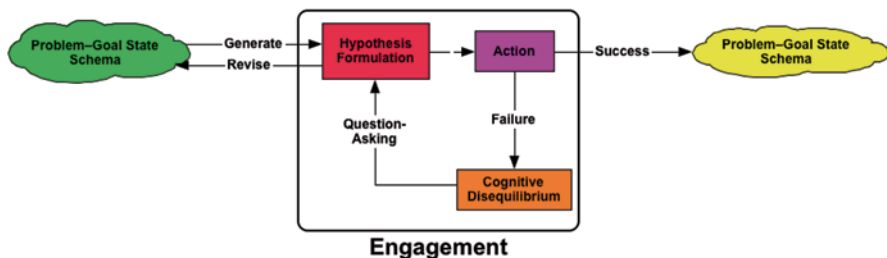 Problem–Goal State
Schema
Generate
Revise
Hypothesis
Formulation
Action
Success
Problem–Goal State
Schema
Question-
Asking
Failure
Cognitive
Disequilibrium
Engagement